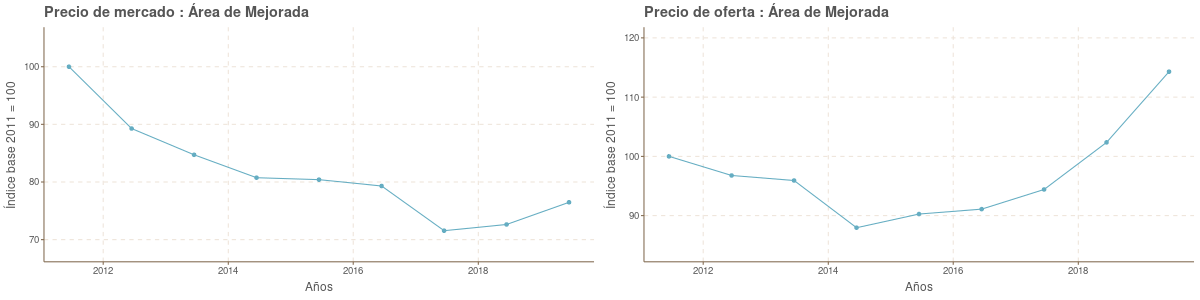 Precio de mercado : Área de Mejorada
Índice base 2011 = 100
100
90
80
70
2012
2014
2016
2018
Años
Precio de oferta : Área de Mejorada
Índice base 2011 = 100
120
110
100
90
2012
2014
2016
2018
Años